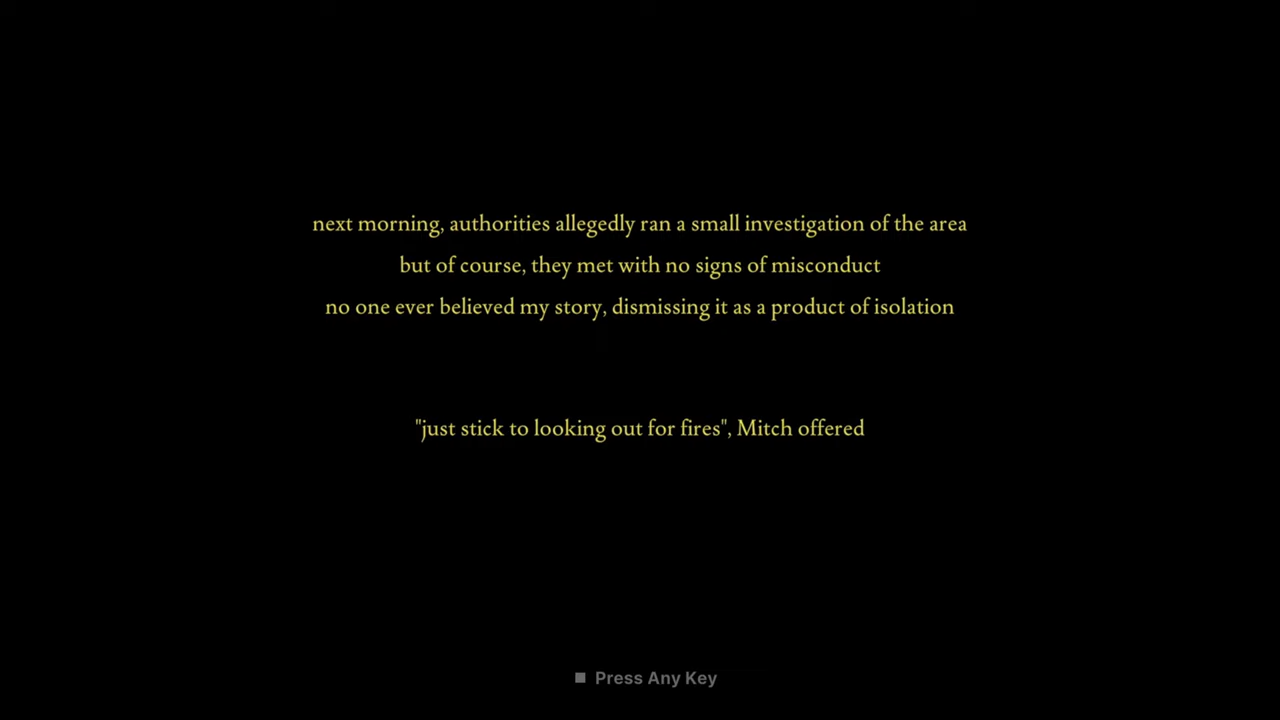 next morning, authorities allegedly ran a small investigation of the area
but of course, they met with no signs of misconduct
no one ever believed my story, dismissing it as a product of isolation
"just stick to looking out for fires", Mitch offered
Press Any Key